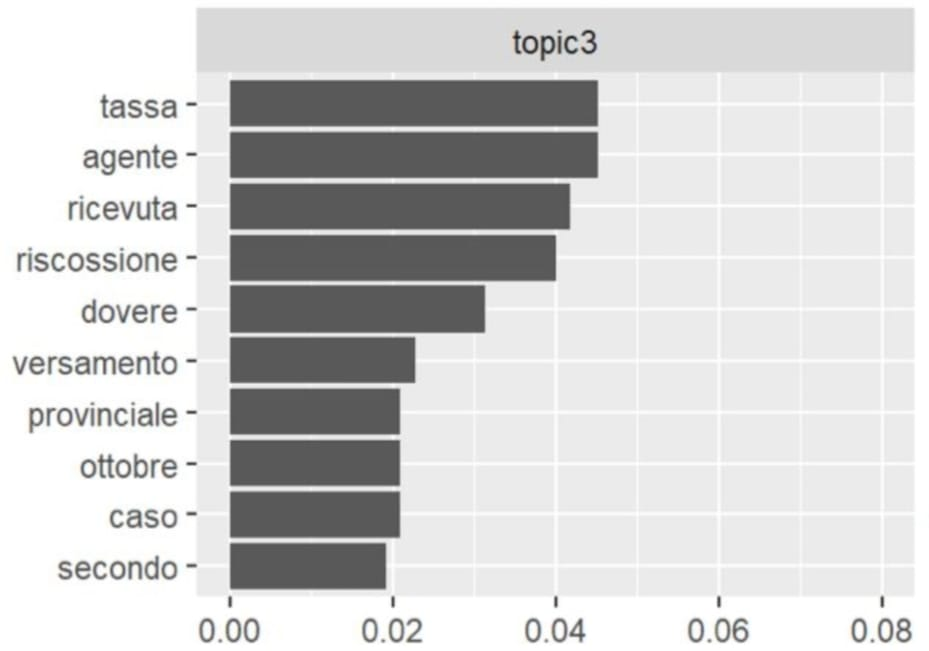 topic3
tassa
agente
ricevuta
riscossione
dovere
versamento
provinciale
ottobre
caso
secondo
0.00 0.02 0.04 0.06 0.08